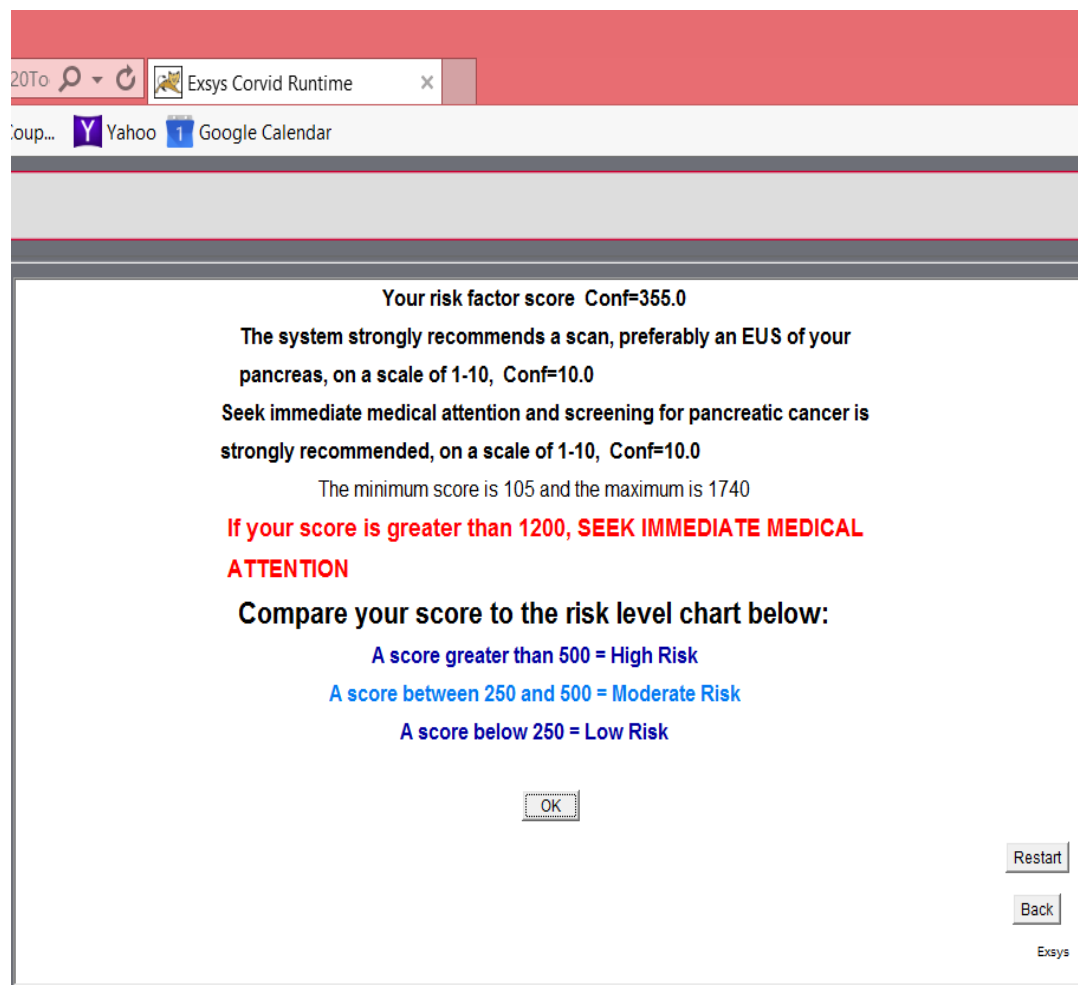 20To
Exsys Corvid Runtime
:oup... Yahoo 1 Google Calendar
Your risk factor score Conf=355.0
The system strongly recommends a scan, preferably an EUS of your
pancreas, on a scale of 1-10, Conf=10.0
Seek immediate medical attention and screening for pancreatic cancer is
strongly recommended, on a scale of 1-10, Conf=10.0
The minimum score is 105 and the maximum is 1740
If your score is greater than 1200, SEEK IMMEDIATE MEDICAL
ATTENTION
Compare your score to the risk level chart below:
A score greater than 500 = High Risk
A score between 250 and 500 = Moderate Risk
A score below 250 = Low Risk
OK
Restart
Back
Exsys